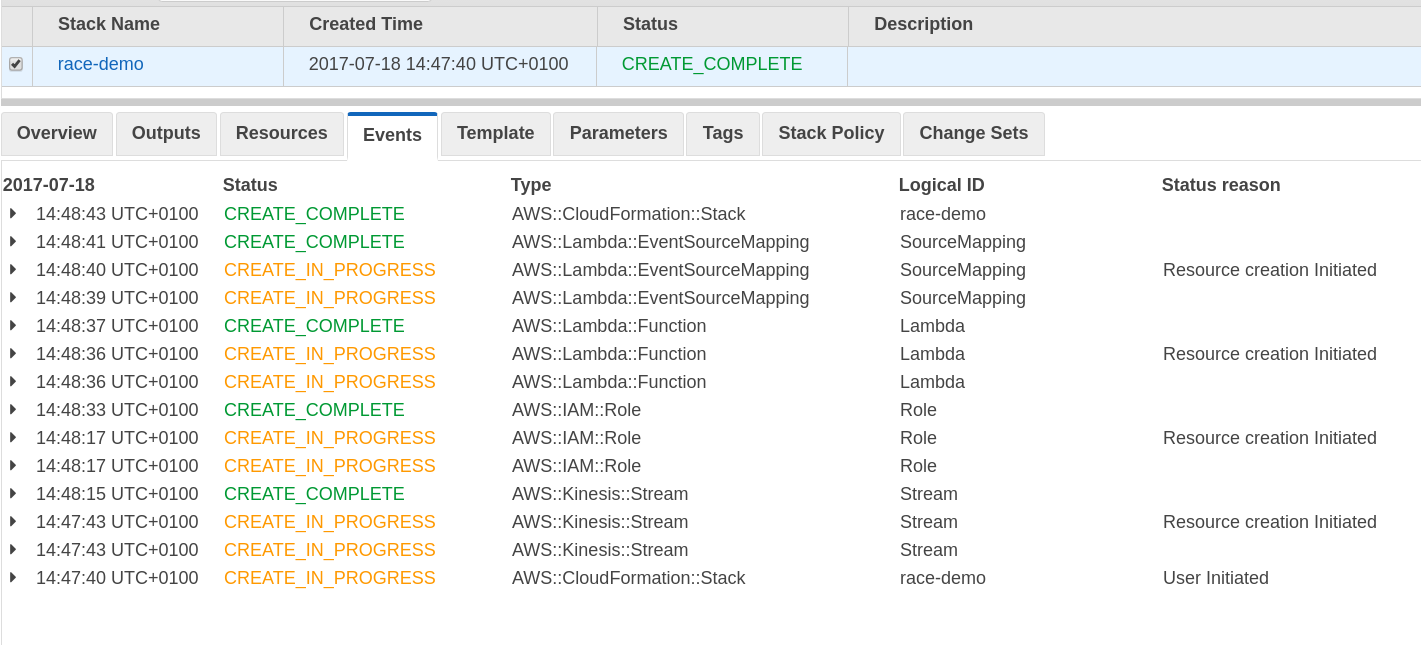 Stack Name Created Time Status Description
race-demo 2017-07-18 14:47:40 UTC+0100 CREATE_COMPLETE
Overview Outputs Resources Events Template Parameters Tags Stack Policy Change Sets
2017-07-18 Status Type Logical ID Status reason
14:48:43 UTC+0100 CREATE_COMPLETE AWS::CloudFormation::Stack race-demo
14:48:41 UTC+0100 CREATE_COMPLETE AWS::Lambda::EventSourceMapping SourceMapping
14:48:40 UTC+0100 CREATE_IN_PROGRESS AWS::Lambda::EventSourceMapping SourceMapping Resource creation Initiated
14:48:39 UTC+0100 CREATE_IN_PROGRESS AWS::Lambda::EventSourceMapping SourceMapping
14:48:37 UTC+0100 CREATE_COMPLETE AWS::Lambda::Function Lambda
14:48:36 UTC+0100 CREATE_IN_PROGRESS AWS::Lambda::Function Lambda Resource creation Initiated
14:48:36 UTC+0100 CREATE_IN_PROGRESS AWS::Lambda::Function Lambda
14:48:33 UTC+0100 CREATE_COMPLETE AWS::IAM::Role Role
14:48:17 UTC+0100 CREATE_IN_PROGRESS AWS::IAM::Role Role Resource creation Initiated
14:48:17 UTC+0100 CREATE_IN_PROGRESS AWS::IAM::Role Role
14:48:15 UTC+0100 CREATE_COMPLETE AWS::Kinesis::Stream Stream
14:47:43 UTC+0100 CREATE_IN_PROGRESS AWS::Kinesis::Stream Stream Resource creation Initiated
14:47:43 UTC+0100 CREATE_IN_PROGRESS AWS::Kinesis::Stream Stream
14:47:40 UTC+0100 CREATE_IN_PROGRESS AWS::CloudFormation::Stack race-demo User Initiated